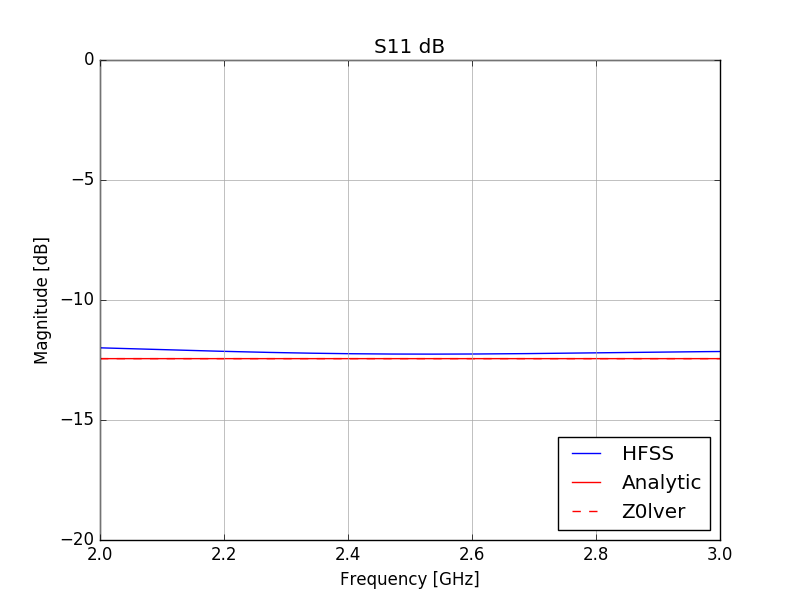 S11 dB
Magnitude [dB]
0
−5
−10
−15
−20
2.0 2.2 2.4 2.6 2.8 3.0
Frequency [GHz]
HFSS
Analytic
Z0lver